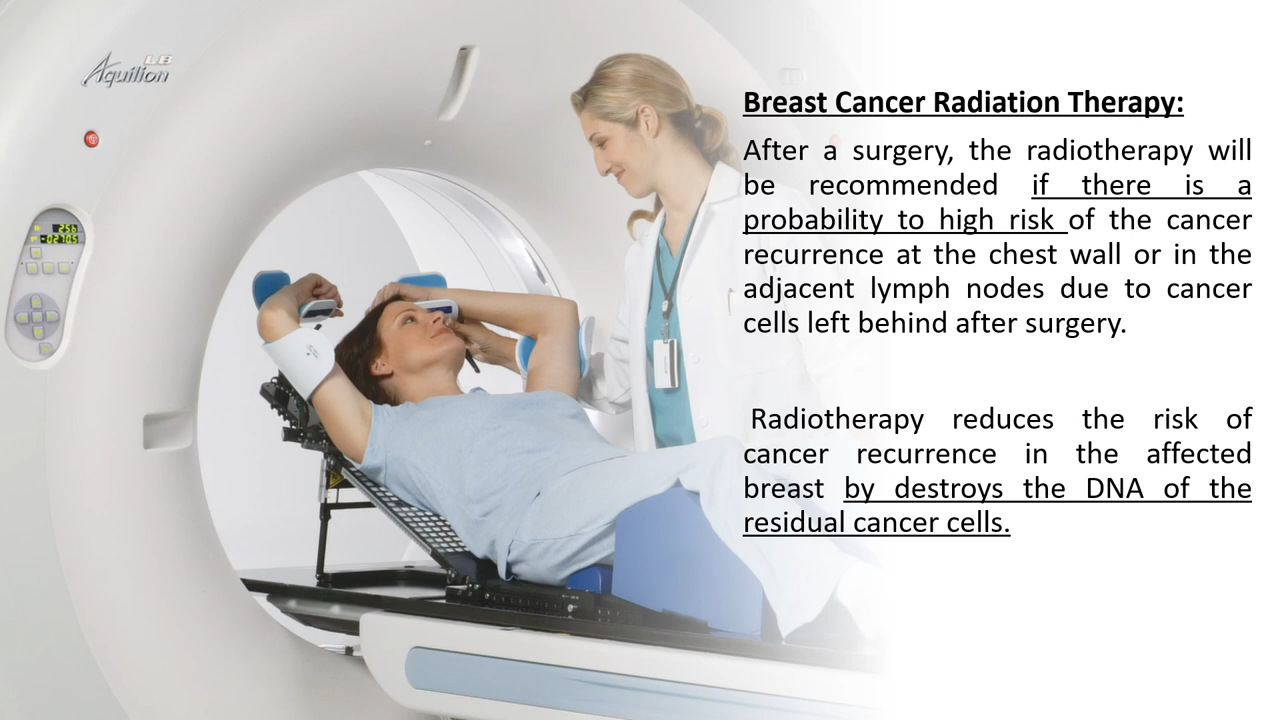 Aquilion LB
256
-0270.5
Breast Cancer Radiation Therapy:
After a surgery, the radiotherapy will
be recommended if there is a
probability to high risk of the cancer
recurrence at the chest wall or in the
adjacent lymph nodes due to cancer
cells left behind after surgery.
Radiotherapy reduces the risk of
cancer recurrence in the affected
breast by destroys the DNA of the
residual cancer cells.